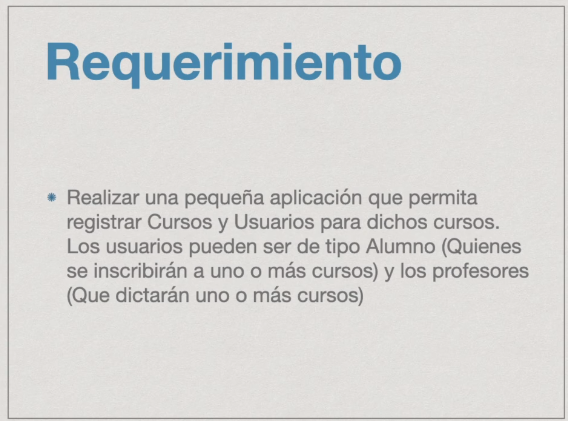 Requerimiento
Realizar una pequeña aplicación que permita
registrar Cursos y Usuarios para dichos cursos.
Los usuarios pueden ser de tipo Alumno (Quienes
se inscribirán a uno o más cursos) y los profesores
(Que dictarán uno o más cursos)